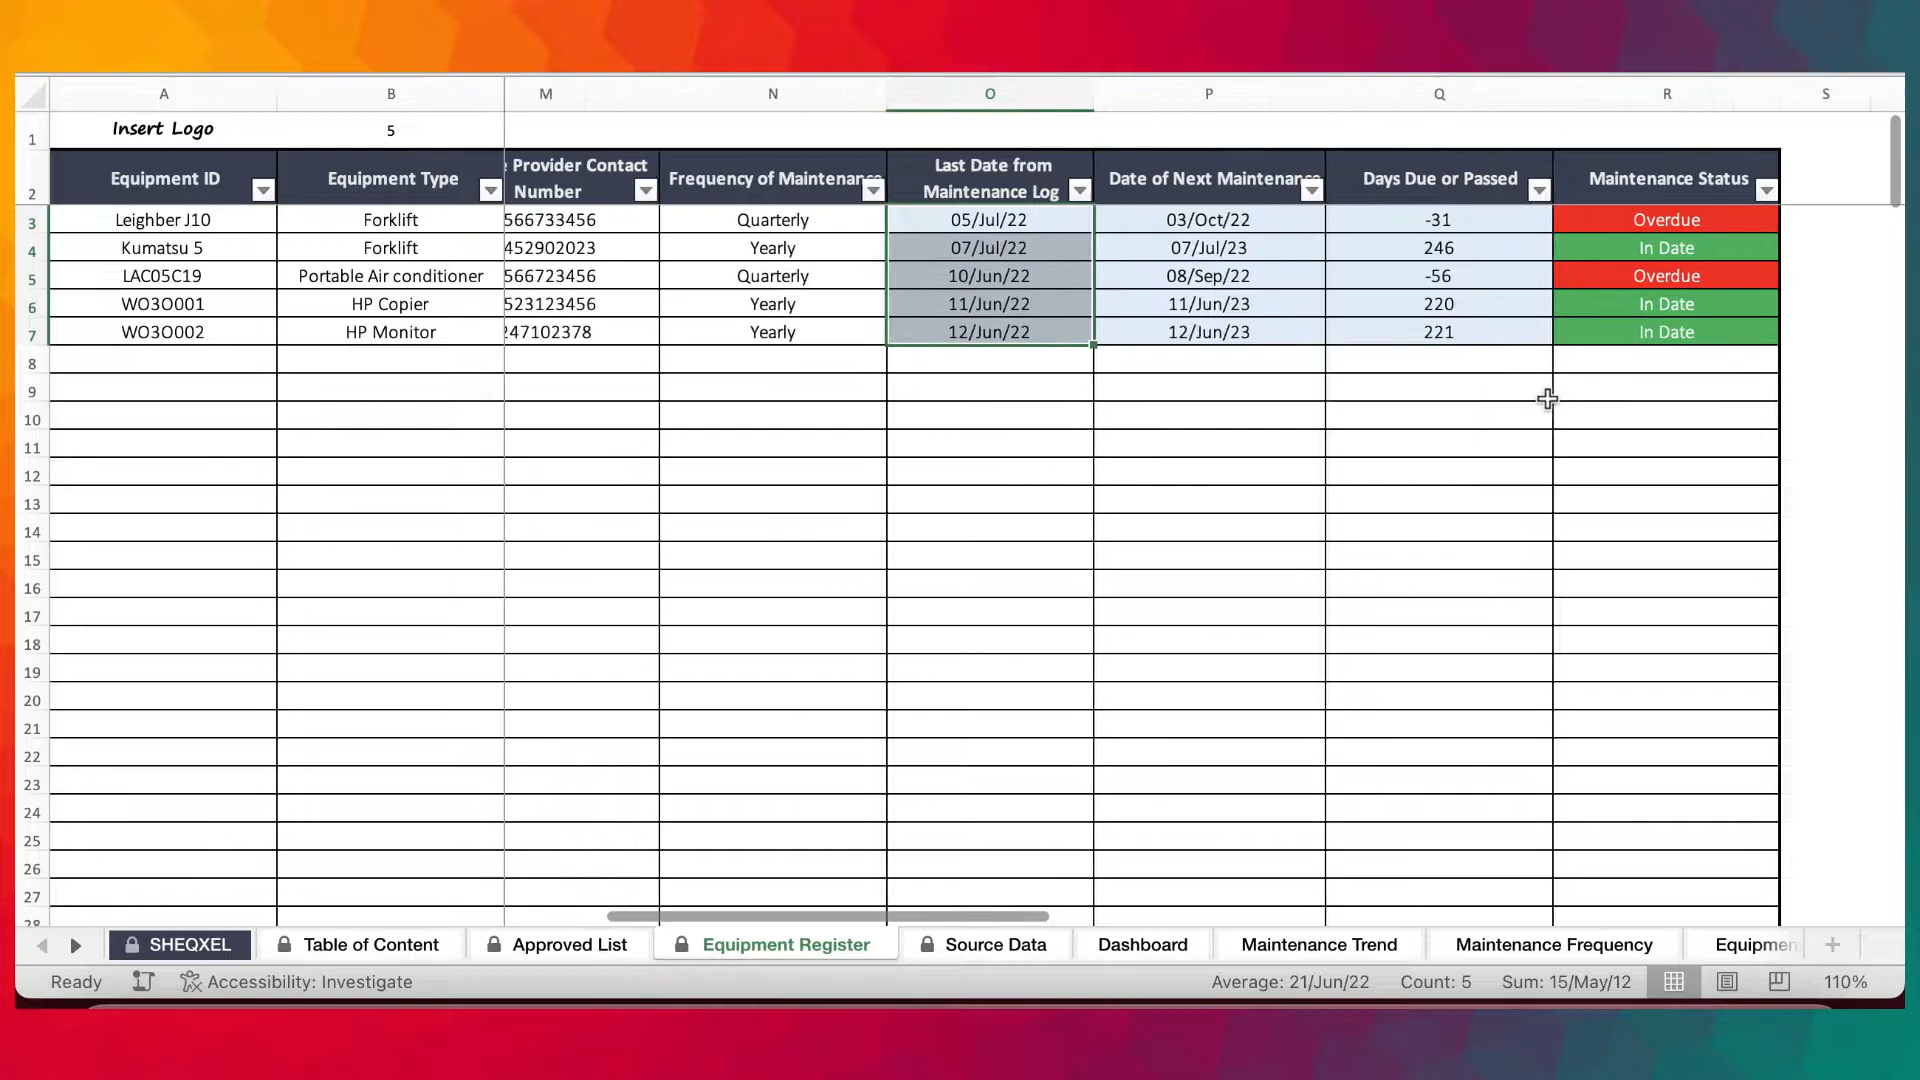 A B M N O P Q R S
1 Insert Logo 5
2 Equipment ID Equipment Type Provider Contact Number Frequency of Maintenance Last Date from Maintenance Log Date of Next Maintenance Days Due or Passed Maintenance Status
3 Leighber J10 Forklift 566733456 Quarterly 05/Jul/22 03/Oct/22 -31 Overdue
4 Kumatsu 5 Forklift 452902023 Yearly 07/Jul/22 07/Jul/23 246 In Date
5 LAC05C19 Portable Air conditioner 566723456 Quarterly 10/Jun/22 08/Sep/22 -56 Overdue
6 WO3O001 HP Copier 523123456 Yearly 11/Jun/22 11/Jun/23 220 In Date
7 WO3O002 HP Monitor 247102378 Yearly 12/Jun/22 12/Jun/23 221 In Date
8
9
10
11
12
13
14
15
16
17
18
19
20
21
22
23
24
25
26
27
28
SHEQXEL Table of Content Approved List Equipment Register Source Data Dashboard Maintenance Trend Maintenance Frequency Equipmen
Ready Accessibility: Investigate Average: 21/Jun/22 Count: 5 Sum: 15/May/12 110%